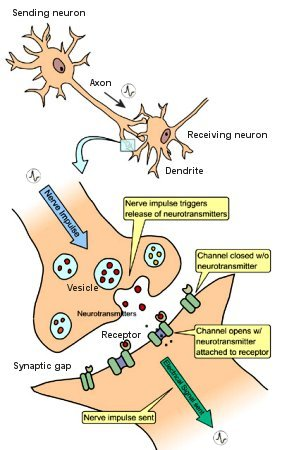 Sending neuron
Axon
Receiving neuron
Dendrite
Nerve Impulse
Nerve impulse triggers
release of neurotransmitters
Channel closed w/o
neurotransmitter
Vesicle
Neurotransmitters
Receptor
Channel opens w/
neurotransmitter
attached to receptor
Synaptic gap
Electrical Signal sent
Nerve impulse sent